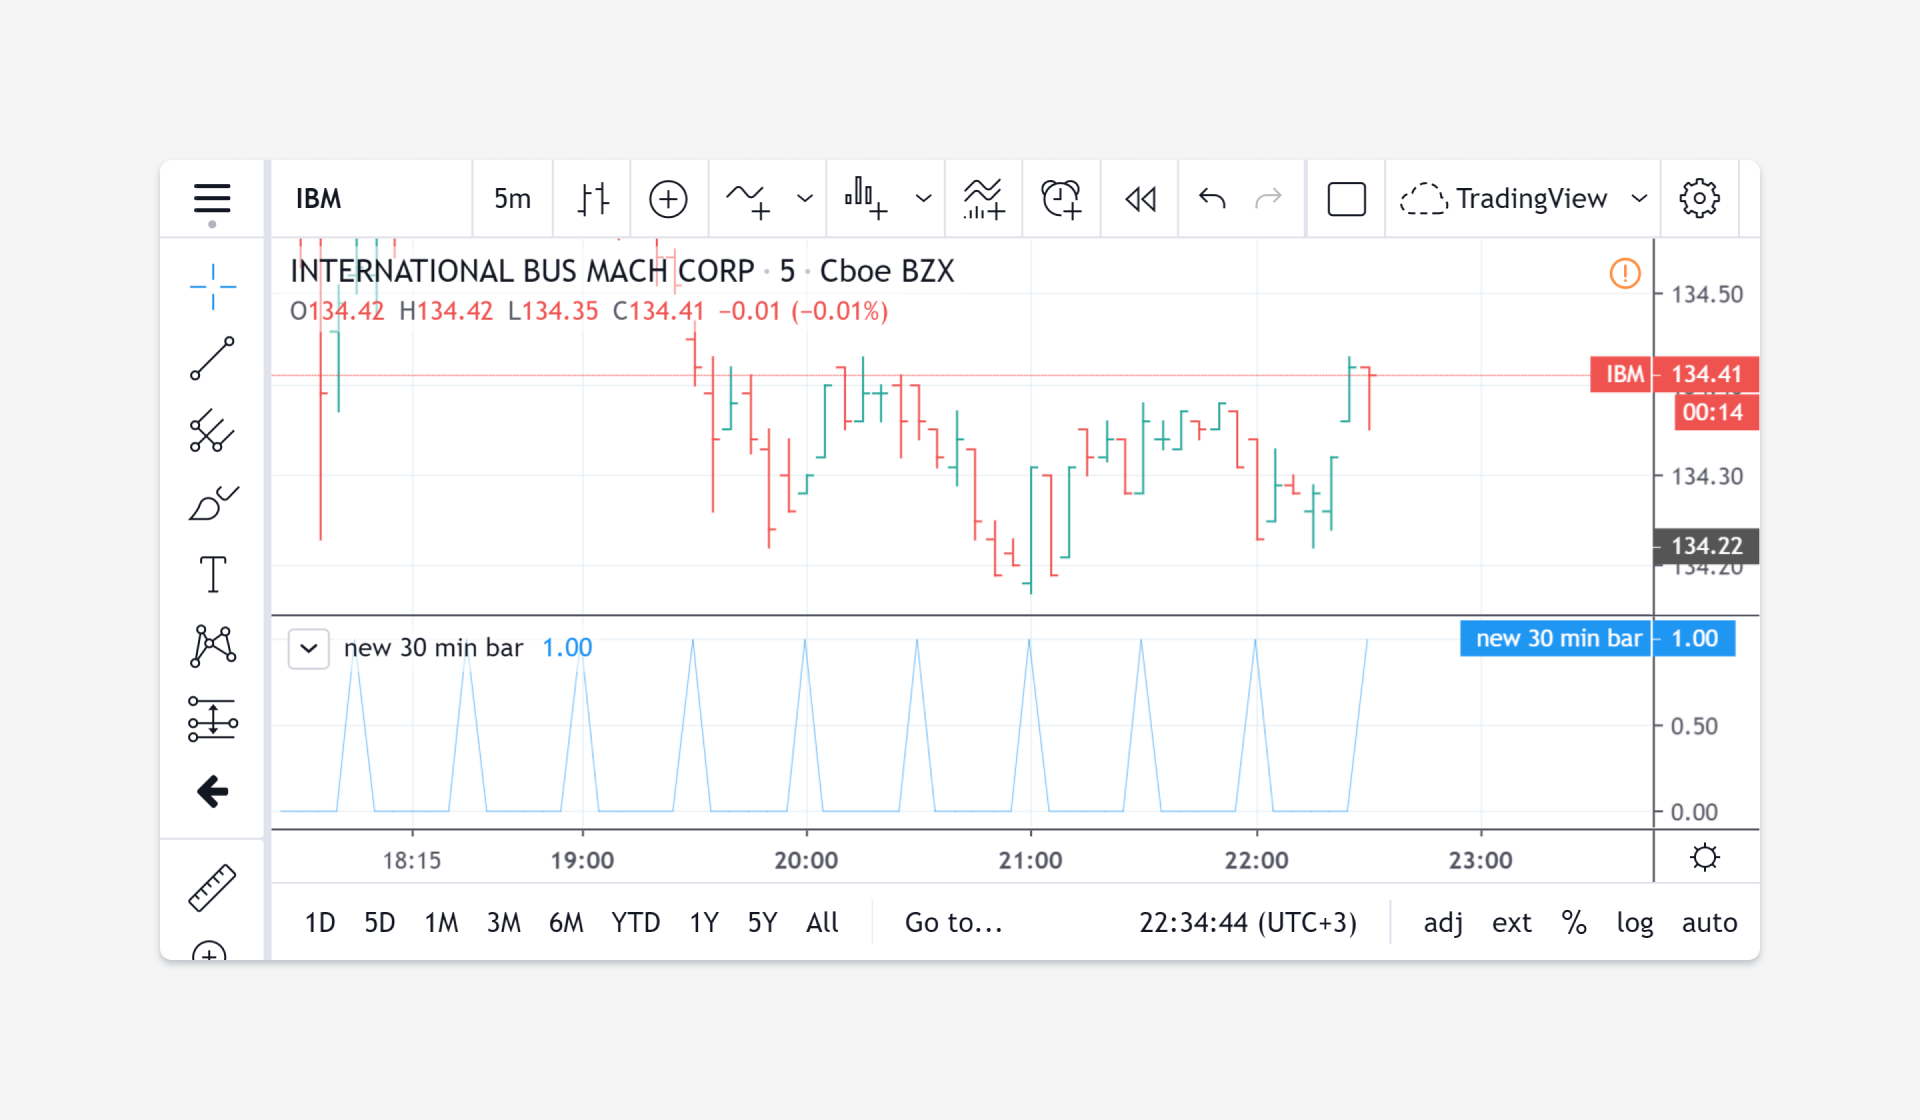 IBM 5m TradingView
INTERNATIONAL BUS MACH CORP · 5 · Cboe BZX
O134.42 H134.42 L134.35 C134.41 −0.01 (−0.01%)
134.50
IBM 134.41
00:14
134.30
134.22
134.20
new 30 min bar 1.00
new 30 min bar 1.00
0.50
0.00
18:15 19:00 20:00 21:00 22:00 23:00
1D 5D 1M 3M 6M YTD 1Y 5Y All Go to... 22:34:44 (UTC+3) adj ext % log auto